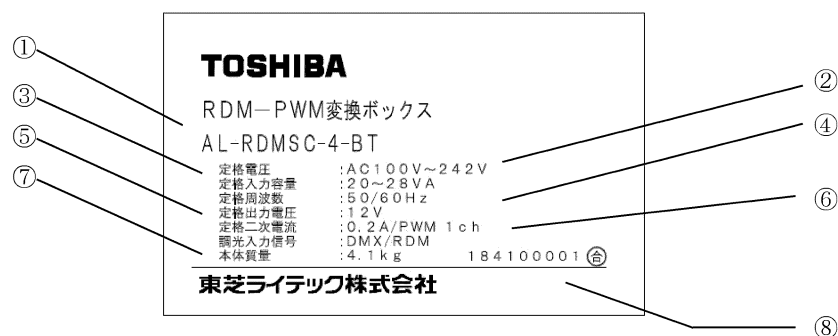 ①
TOSHIBA
②
③
RDM－PWM変換ボックス
④
⑤
AL-RDMSC-4-BT
定格電圧 :AC100V～242V
定格入力容量 :20～28VA
⑦
定格周波数 :50/60Hz
⑥
定格出力電圧 :12V
定格二次電流 :0.2A/PWM 1ch
調光入力信号 :DMX/RDM
本体質量 :4.1kg 184100001 ㊝
東芝ライテック株式会社
⑧